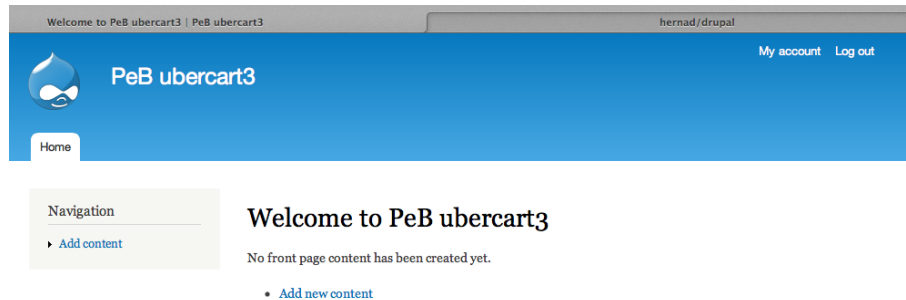 Welcome to PeB ubercart3 | PeB ubercart3
hernad/drupal
My account Log out
PeB ubercart3
Home
Navigation
Add content
Welcome to PeB ubercart3
No front page content has been created yet.
Add new content